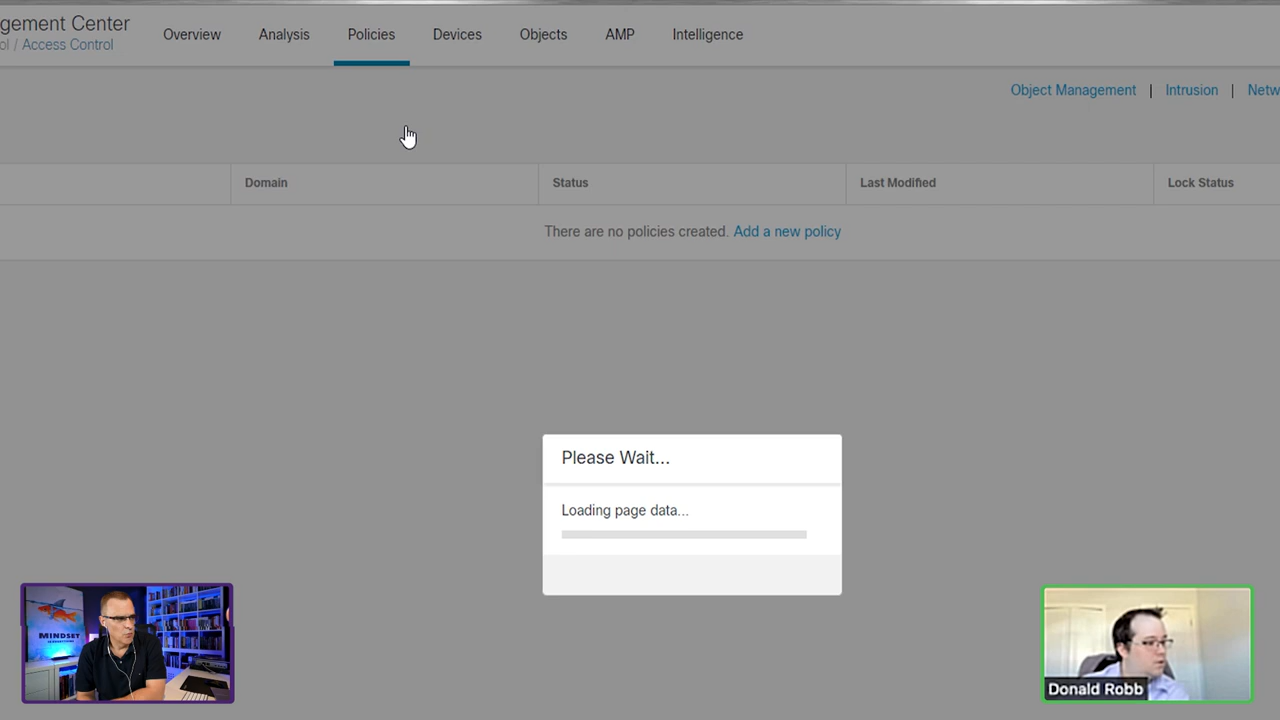 gement Center
ol / Access Control
Overview
Analysis
Policies
Devices
Objects
AMP
Intelligence
Object Management | Intrusion | Netw
Domain
Status
Last Modified
Lock Status
There are no policies created. Add a new policy
Please Wait...
Loading page data...
MINDSET
Donald Robb